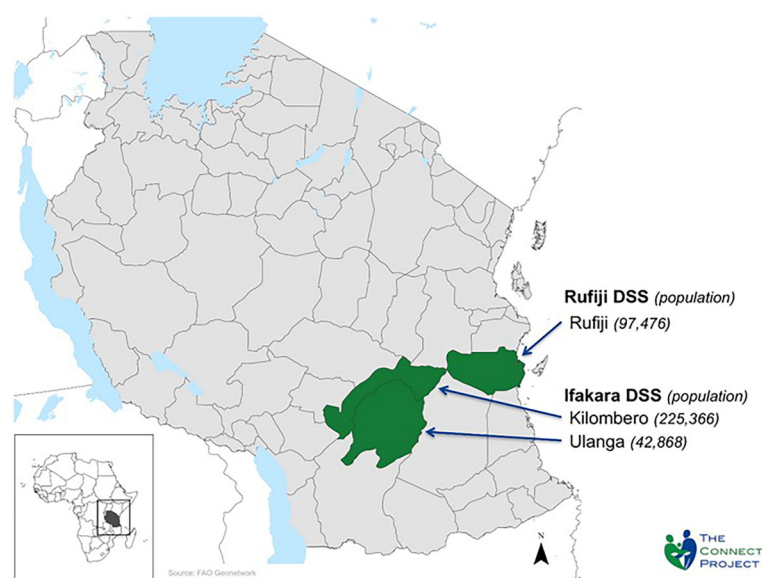 Rufiji DSS (population)
Rufiji (97,476)
Ifakara DSS (population)
Kilombero (225,366)
Ulanga (42,868)
N
Source: FAO Geonetwork
THE
CONNECT
PROJECT